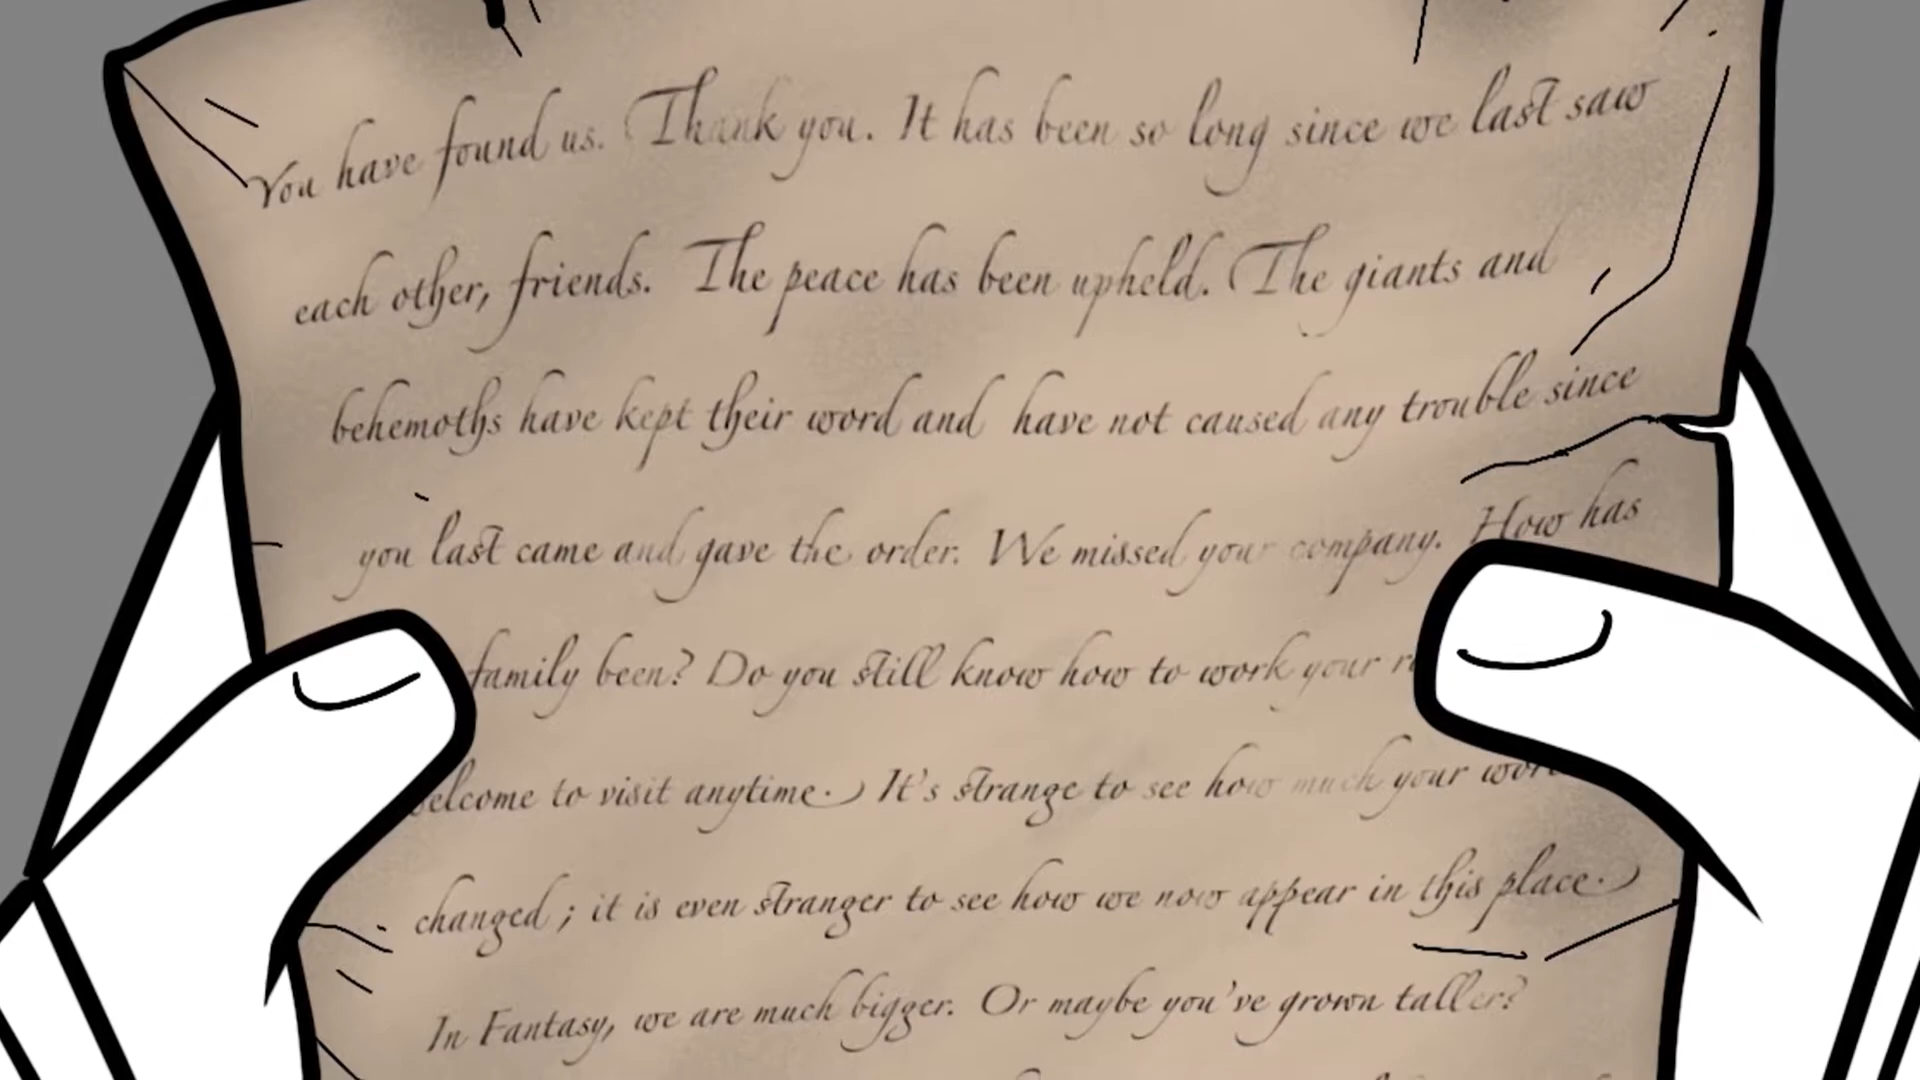 You have found us. Thank you. It has been so long since we last saw
each other, friends. The peace has been upheld. The giants and
behemoths have kept their word and have not caused any trouble since
you last came and gave the order. We missed your company. How has
family been? Do you still know how to work your
to visit anytime. It's strange to see how much your
changed; it is even stranger to see how we now appear in this place.
In Fantasy, we are much bigger. Or maybe you've grown taller?